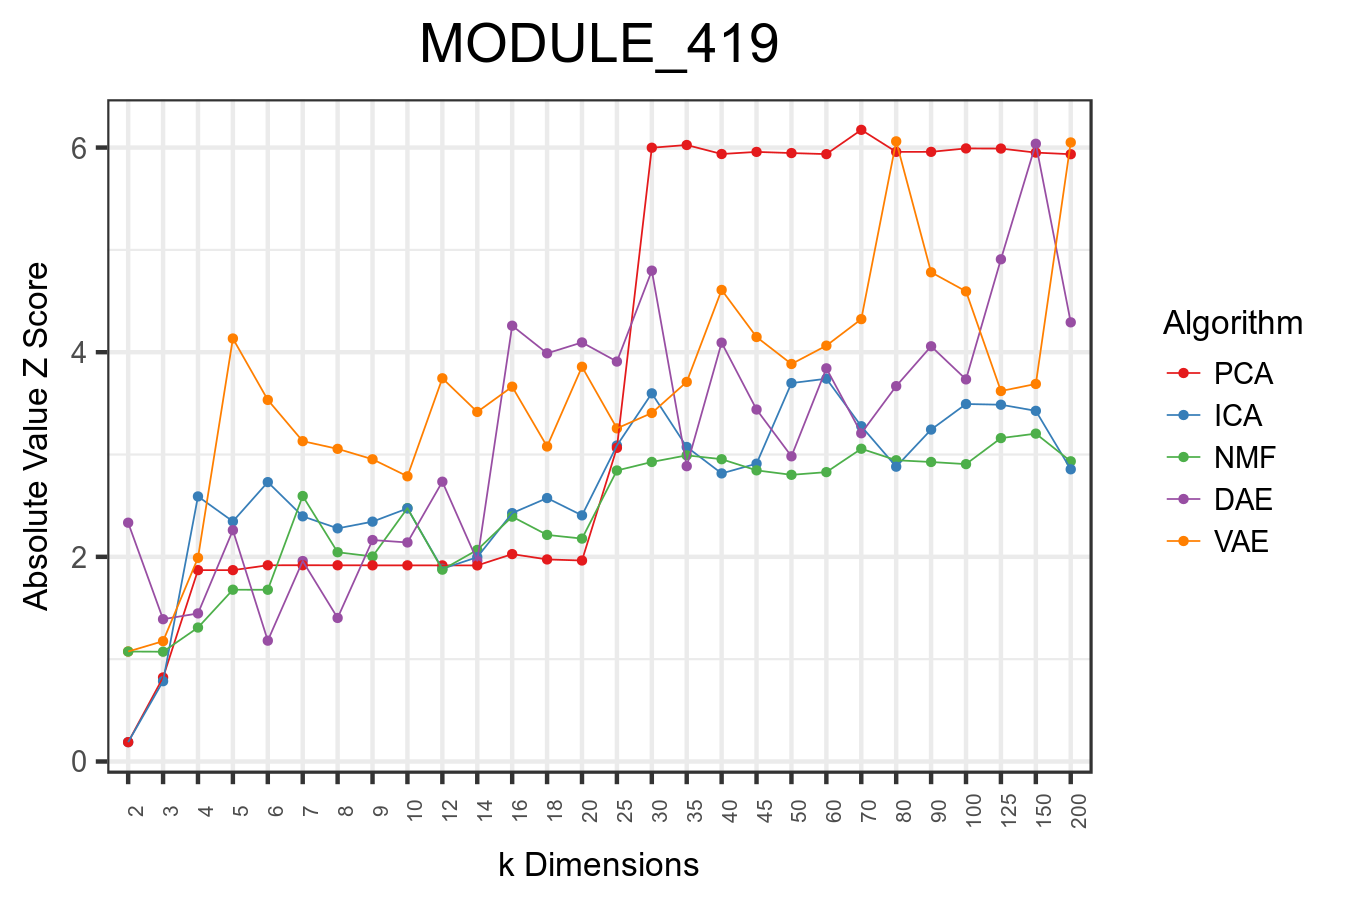 MODULE_419
Absolute Value Z Score
6
4
2
0
2 3 4 5 6 7 8 9 10 12 14 16 18 20 25 30 35 40 45 50 60 70 80 90 100 125 150 200
k Dimensions
Algorithm
PCA
ICA
NMF
DAE
VAE